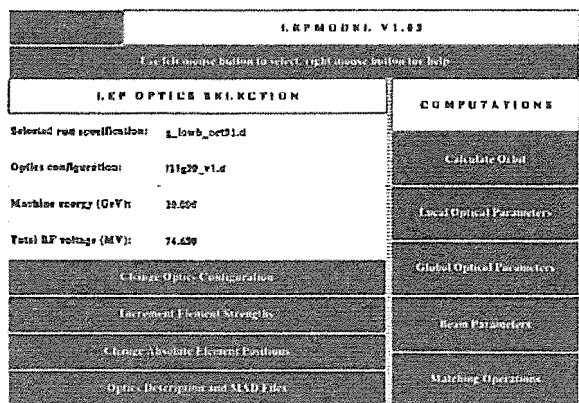 LEPMODEL V1.03
Use left mouse button to select, right mouse button for help
LEP OPTICS SELECTION
COMPUTATIONS
Selected run specification:
Optics configuration:
Machine energy (GeV):
Total RF voltage (MV):
Change Optics Configuration
Increment Element Strengths
Change Absolute Element Positions
Optics Description and MAD Files
Calculate Orbit
Local Optical Parameters
Global Optical Parameters
Beam Parameters
Matching Operations